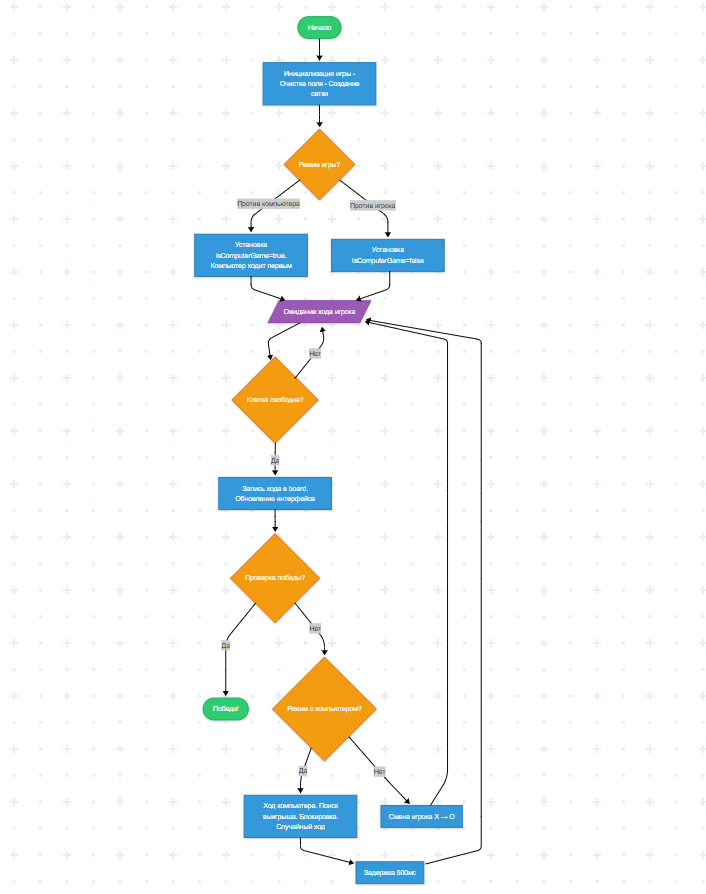 Начало
Инициализация игры -
Очистка поля - Создание
сетки
Режим игры?
Против компьютера
Против игрока
Установка
isComputerGame=true.
Компьютер ходит первым
Установка
isComputerGame=false
Ожидание хода игрока
Нет
Клетка свободна?
Да
Запись хода в board.
Обновление интерфейса
Проверка победы?
Нет
Да
Победа!
Режим с компьютером?
Да
Нет
Ход компьютера. Поиск
выигрыша. Блокировка.
Случайный ход
Смена игрока X → O
Задержка 500мс